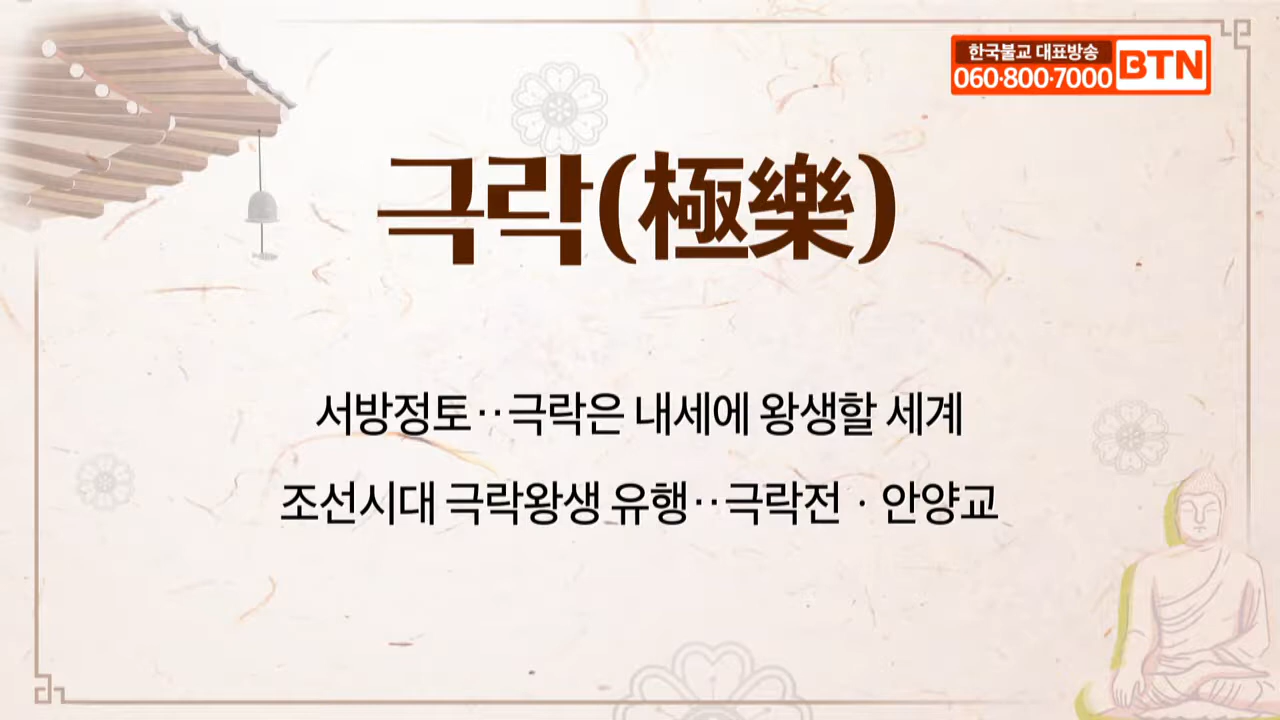 한국불교 대표방송
060·800·7000 BTN
극락(極樂)
서방정토‥극락은 내세에 왕생할 세계
조선시대 극락왕생 유행‥극락전 · 안양교